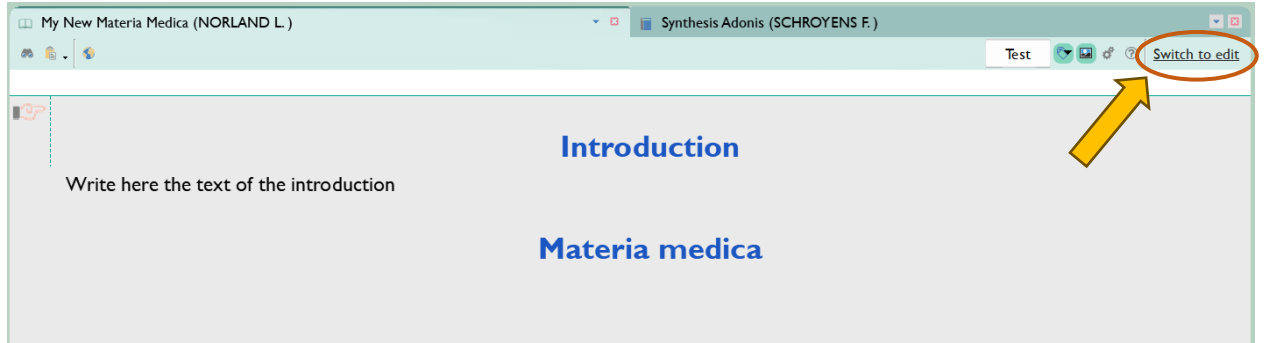 My New Materia Medica (NORLAND L. )
Synthesis Adonis (SCHROYENS F. )
Test
Switch to edit
Introduction
Write here the text of the introduction
Materia medica